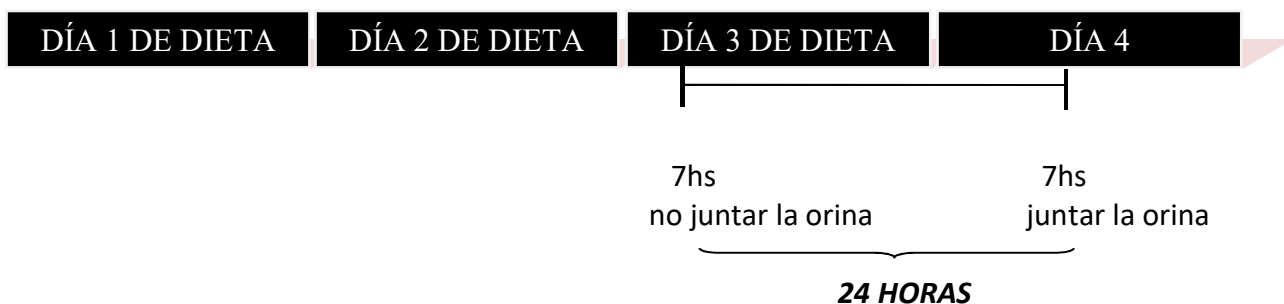 DÍA 1 DE DIETA DÍA 2 DE DIETA DÍA 3 DE DIETA DÍA 4
7hs 7hs
no juntar la orina juntar la orina
24 HORAS